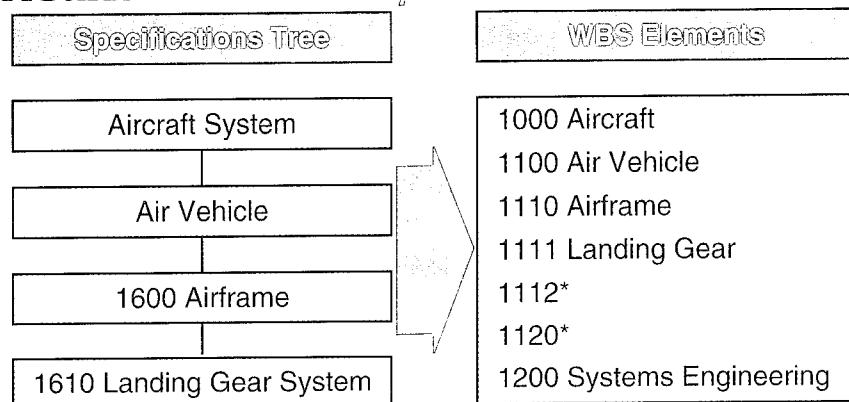 Specifications Tree
Aircraft System
Air Vehicle
1600 Airframe
1610 Landing Gear System
WBS Elements
1000 Aircraft
1100 Air Vehicle
1110 Airframe
1111 Landing Gear
1112*
1120*
1200 Systems Engineering